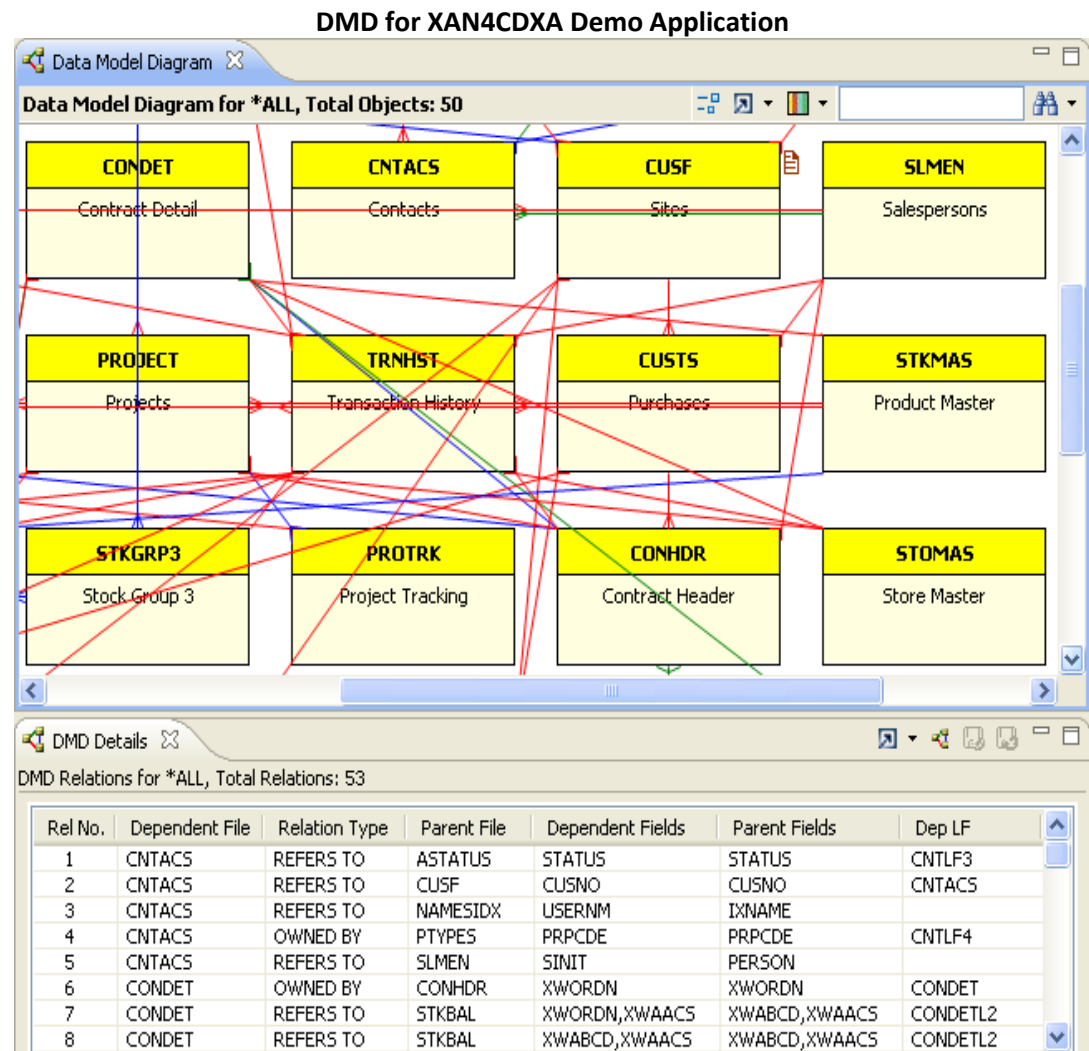 DMD for XAN4CDXA Demo Application
Data Model Diagram
Data Model Diagram for *ALL, Total Objects: 50
CONDET CNTACS CUSF SLMEN
Contract Detail Contacts Sites Salespersons
PROJECT TRNHST CUSTS STKMAS
Projects Transaction History Purchases Product Master
STKGRP3 PROTRK CONHDR STOMAS
Stock Group 3 Project Tracking Contract Header Store Master
DMD Details
DMD Relations for *ALL, Total Relations: 53
Rel No. Dependent File Relation Type Parent File Dependent Fields Parent Fields Dep LF
1 CNTACS REFERS TO ASTATUS STATUS STATUS CNTLF3
2 CNTACS REFERS TO CUSF CUSNO CUSNO CNTACS
3 CNTACS REFERS TO NAMESIDX USERNM IXNAME
4 CNTACS OWNED BY PTYPES PRPCDE PRPCDE CNTLF4
5 CNTACS REFERS TO SLMEN SINIT PERSON
6 CONDET OWNED BY CONHDR XWORDN XWORDN CONDET
7 CONDET REFERS TO STKBAL XWORDN,XWAACS XWABCD,XWAACS CONDETL2
8 CONDET REFERS TO STKBAL XWABCD,XWAACS XWABCD,XWAACS CONDETL2